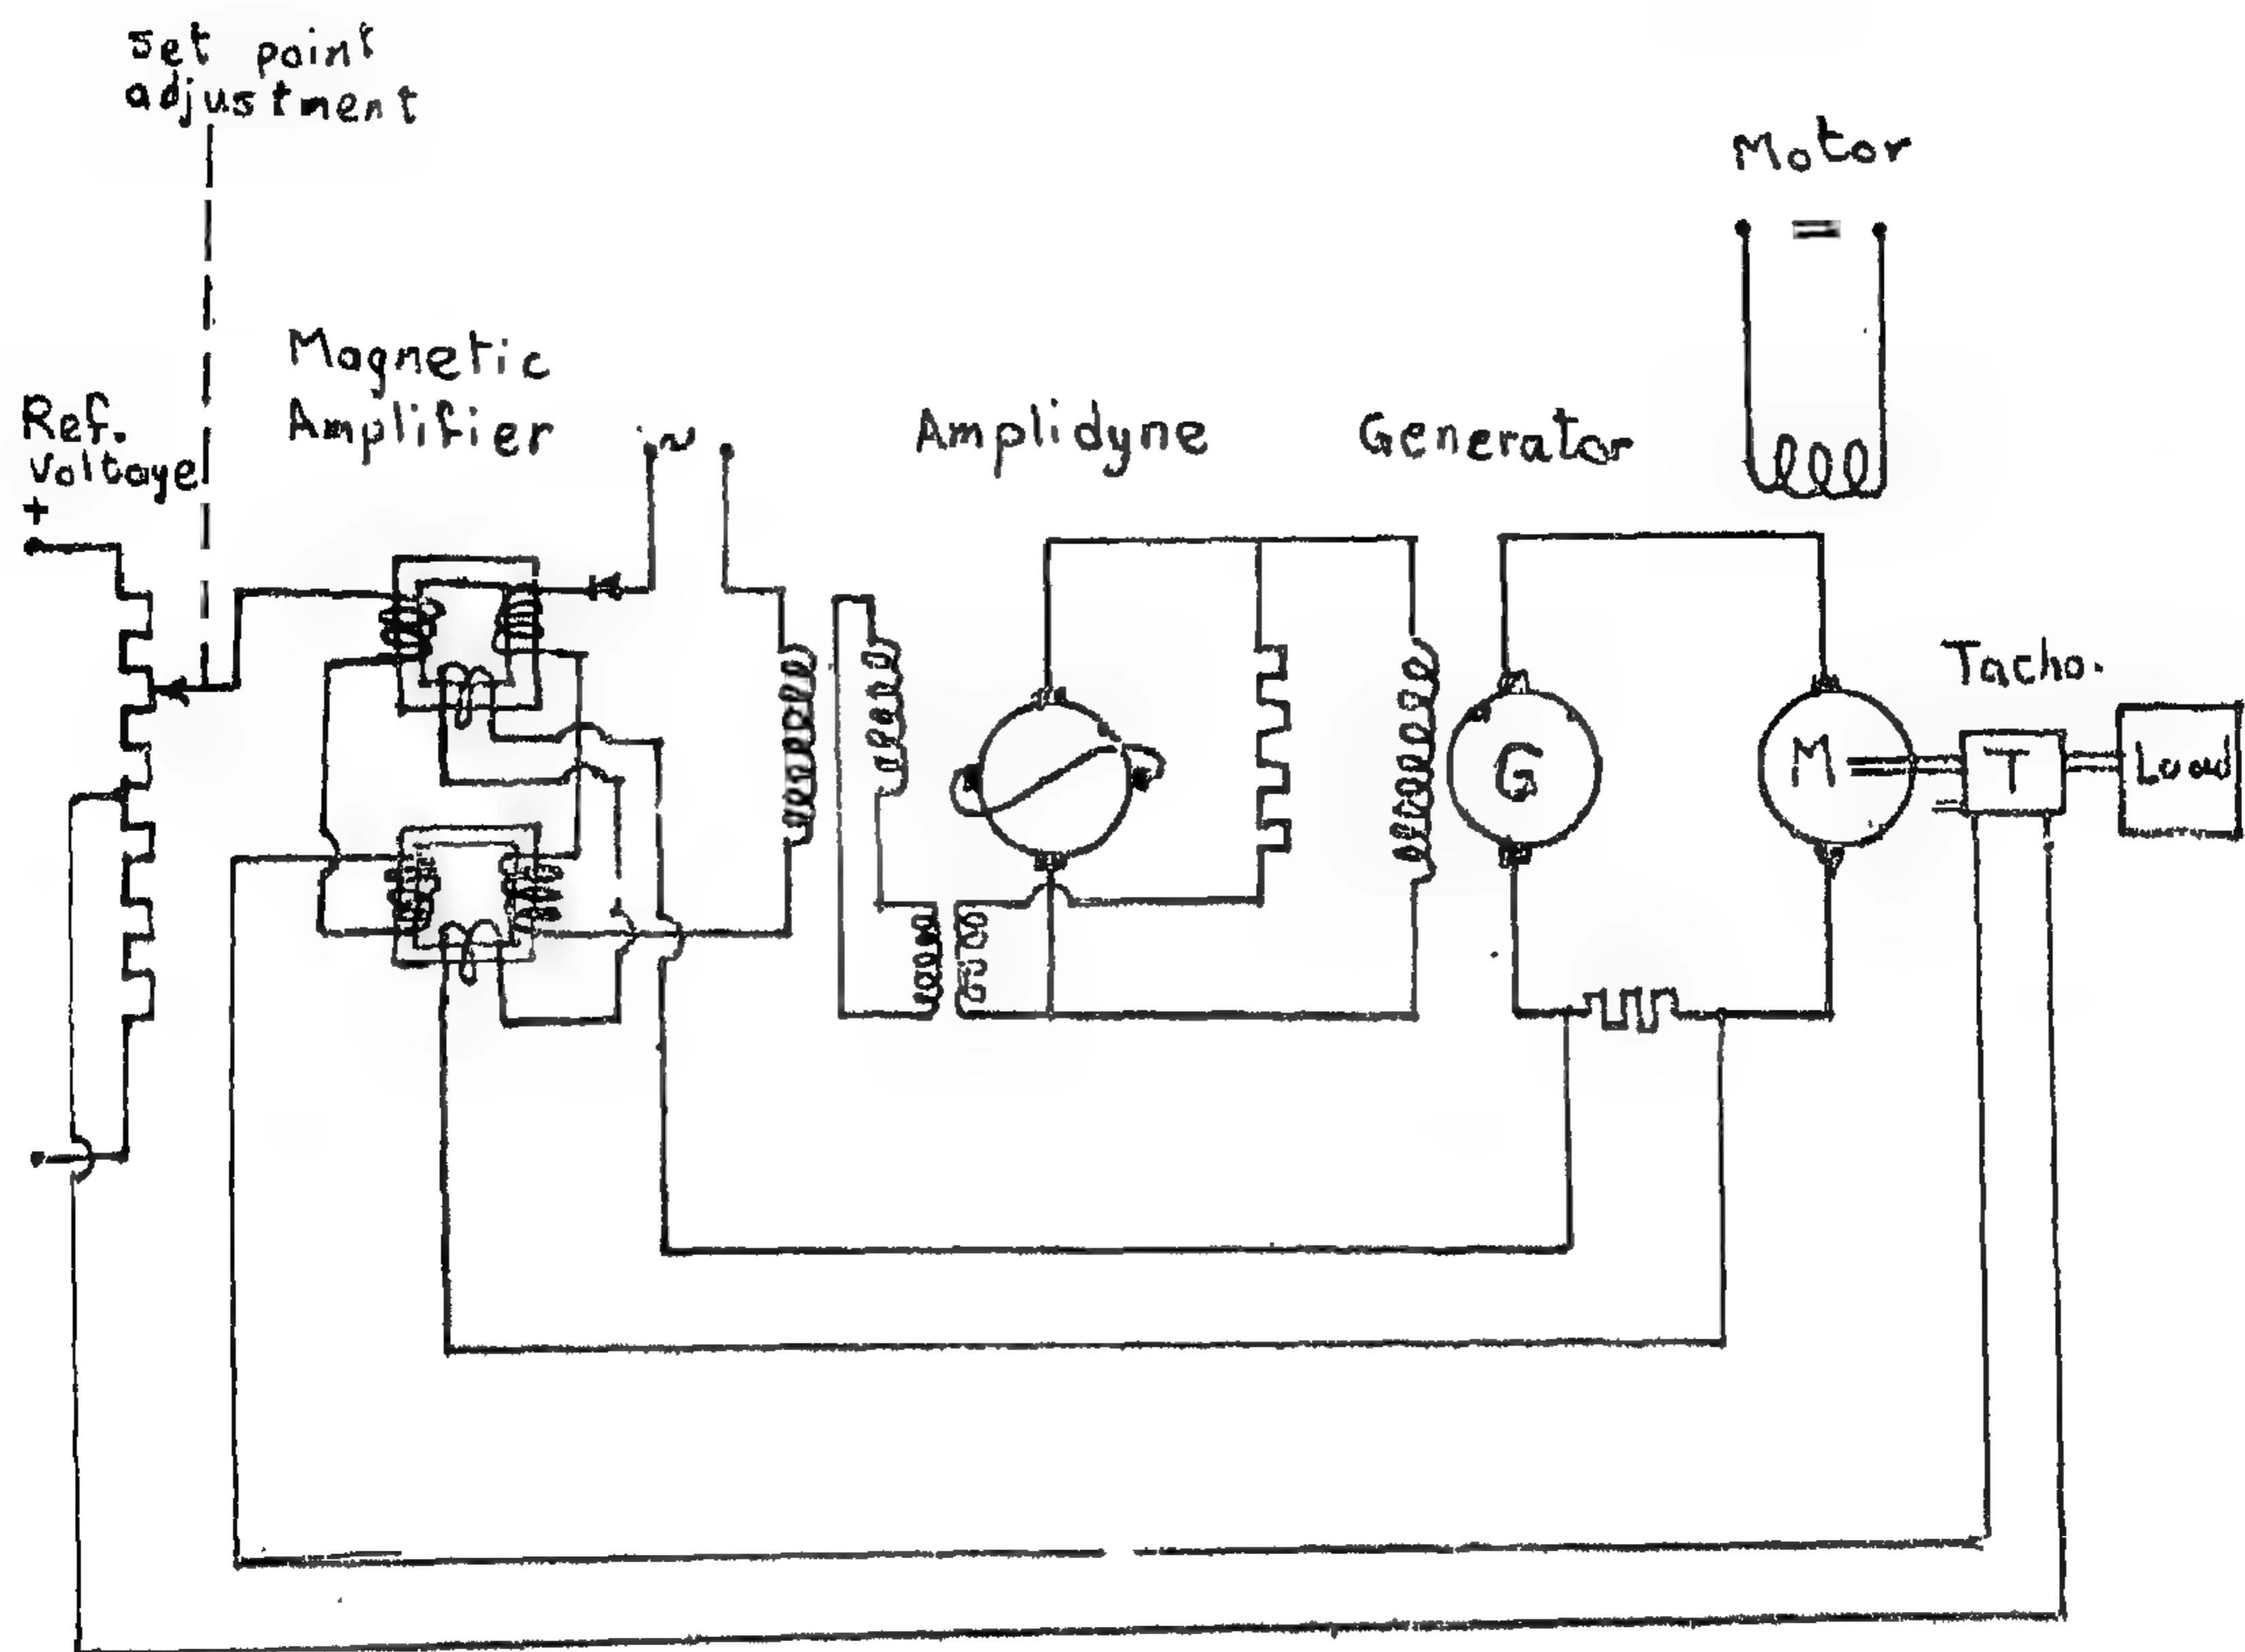 Set point
adjustment
Motor
=
Magnetic
Amplifier
~
Ref.
Voltage
+
Amplidyne
Generator
Tacho.
G
M
T
Load